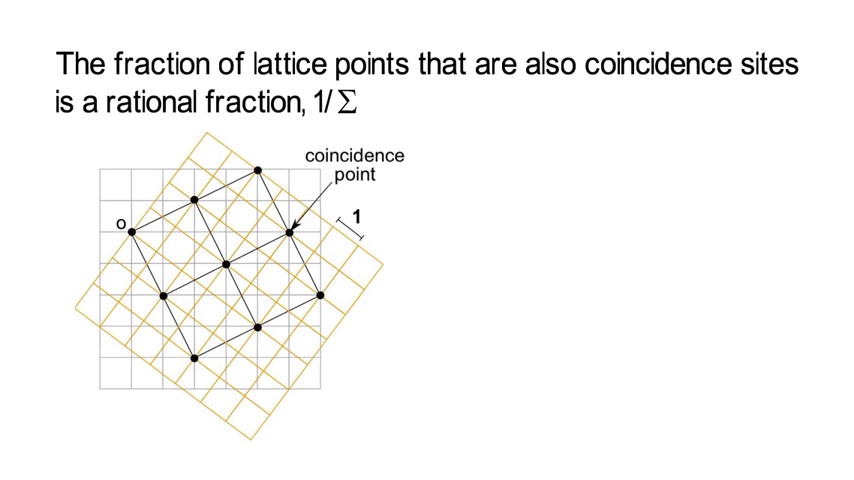 The fraction of lattice points that are also coincidence sites
is a rational fraction, 1/Σ
coincidence
point
1
o